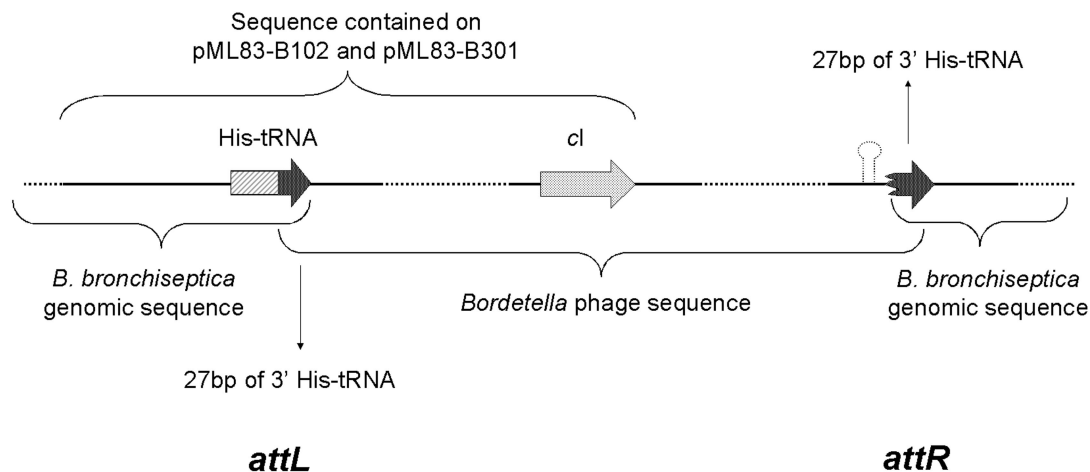 Sequence contained on
pML83-B102 and pML83-B301
27bp of 3' His-tRNA
His-tRNA
cI
B. bronchiseptica
genomic sequence
Bordetella phage sequence
B. bronchiseptica
genomic sequence
27bp of 3' His-tRNA
attL
attR